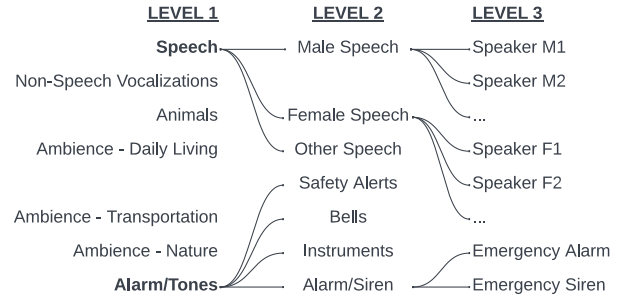 LEVEL 1 LEVEL 2 LEVEL 3
Speech Male Speech Speaker M1
Non-Speech Vocalizations Speaker M2
Animals Female Speech ...
Ambience - Daily Living Other Speech Speaker F1
Safety Alerts Speaker F2
Ambience - Transportation Bells ...
Ambience - Nature Instruments Emergency Alarm
Alarm/Tones Alarm/Siren Emergency Siren